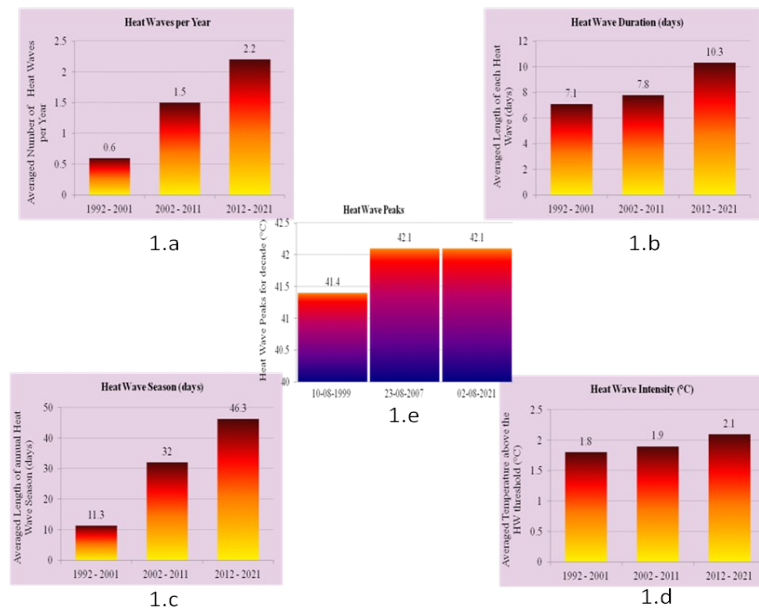 Heat Waves per Year
Averaged Number of Heat Waves
per Year
2.5
2
1.5
1
0.5
0
0.6
1.5
2.2
1992 - 2001
2002 - 2011
2012 - 2021
1.a
Heat Wave Duration (days)
Averaged Length of each Heat
Wave (days)
12
10
8
6
4
2
0
7.1
7.8
10.3
1992 - 2001
2002 - 2011
2012 - 2021
1.b
Heat Wave Peaks
Heat Wave Peaks for decade (°C)
42.5
42
41.5
41
40.5
40
41.4
42.1
42.1
10-08-1999
23-08-2007
02-08-2021
1.e
Heat Wave Season (days)
Averaged Length of annual Heat
Wave Season (days)
50
40
30
20
10
0
11.3
32
46.3
1992 - 2001
2002 - 2011
2012 - 2021
1.c
Heat Wave Intensity (°C)
Averaged Temperature above the
HW threshold (°C)
2.5
2
1.5
1
0.5
0
1.8
1.9
2.1
1992 - 2001
2002 - 2011
2012 - 2021
1.d